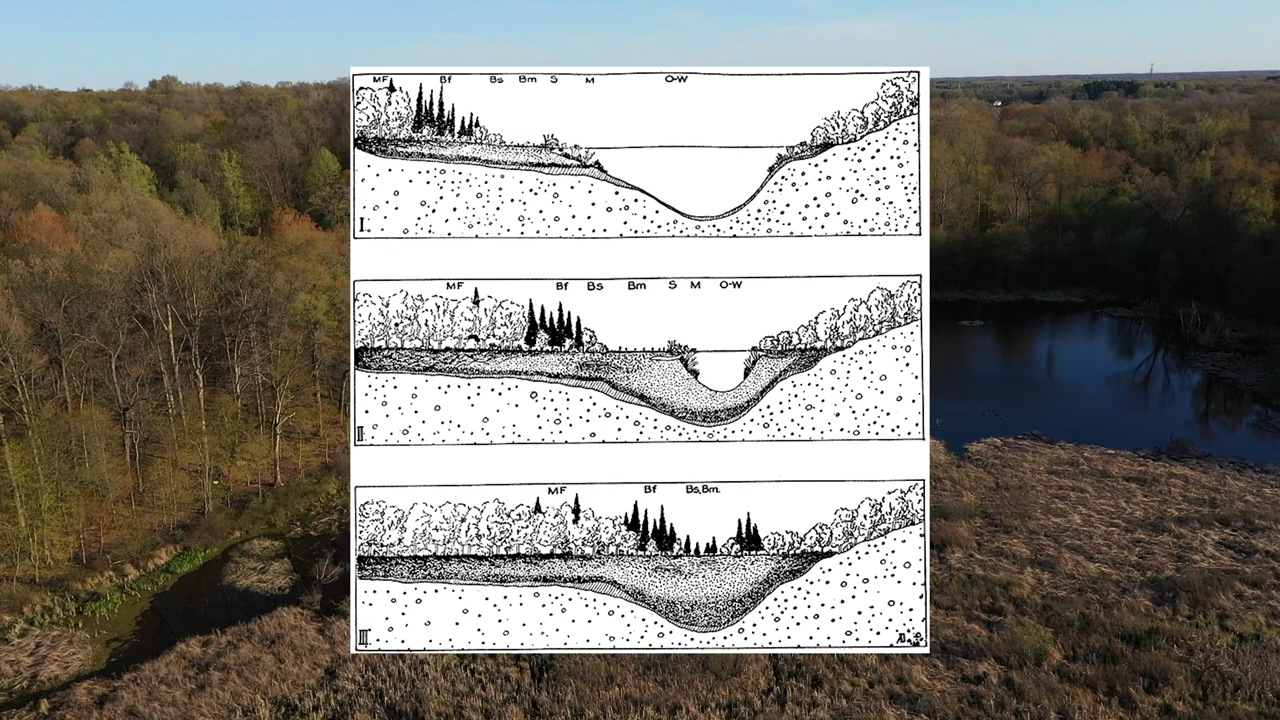 MF Bf Bs Bm S M O-W
I.
MF Bf Bs Bm S M O-W
II.
MF Bf Bs, Bm.
III